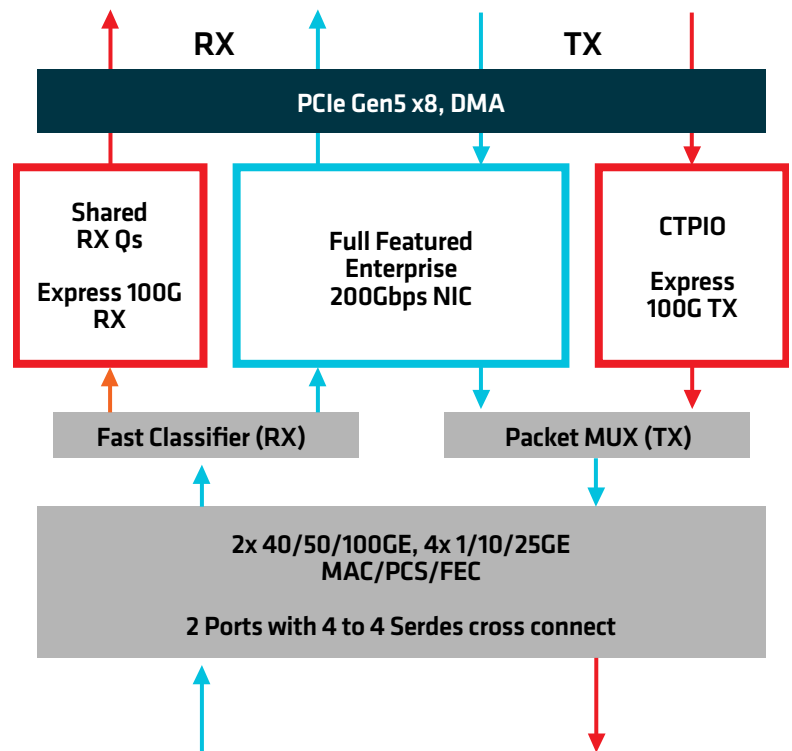 RX
TX
PCIe Gen5 x8, DMA
Shared
RX Qs
Express 100G
RX
Full Featured
Enterprise
200Gbps NIC
CTPIO
Express
100G TX
Fast Classifier (RX)
Packet MUX (TX)
2x 40/50/100GE, 4x 1/10/25GE
MAC/PCS/FEC
2 Ports with 4 to 4 Serdes cross connect